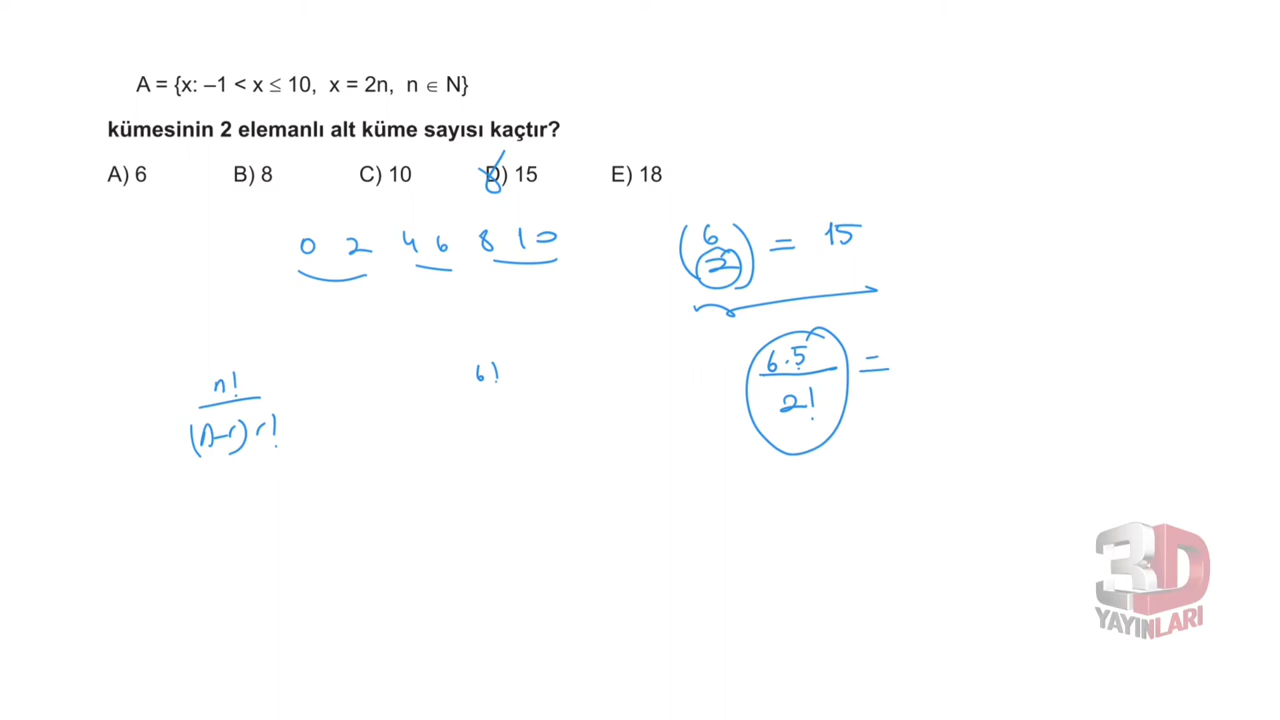 A = {x: –1 < x ≤ 10, x = 2n, n ∈ N}
kümesinin 2 elemanlı alt küme sayısı kaçtır?
A) 6 B) 8 C) 10 D) 15 E) 18
0 2 4 6 8 10
(6 2) = 15
6.5 / 2! =
n! / (n-r) r!
6!
3D
YAYINLARI